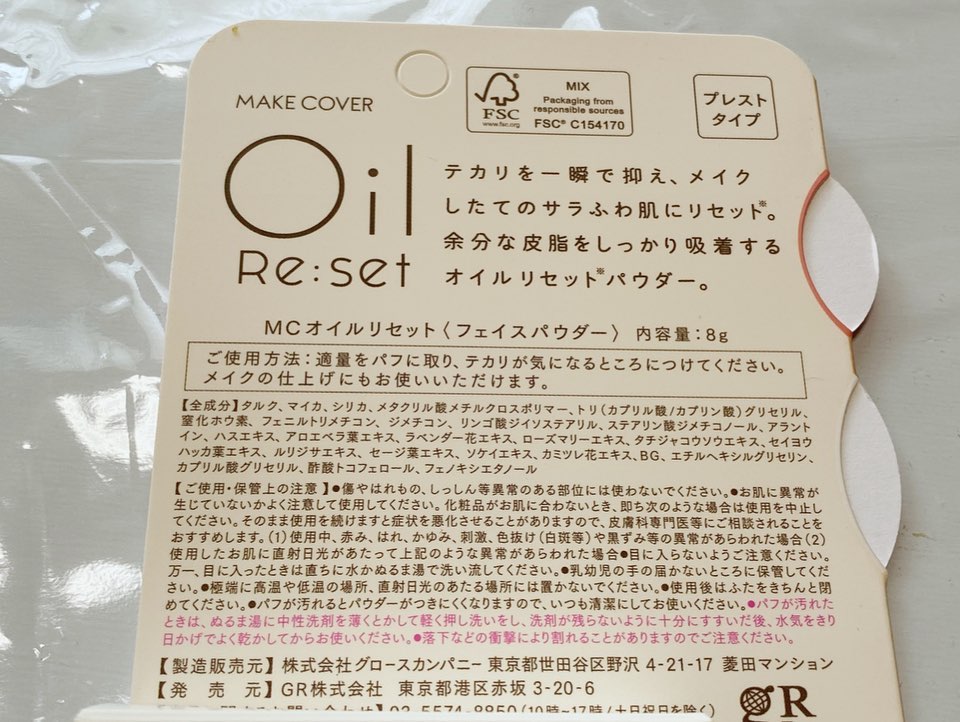 MAKE COVER
Oil
Re:set
FSC
www.fsc.org
MIX
Packaging from
responsible sources
FSC® C154170
プレスト
タイプ
テカリを一瞬で抑え、メイク
したてのサラふわ肌にリセット※。
余分な皮脂をしっかり吸着する
オイルリセット※パウダー。
MCオイルリセット〈フェイスパウダー〉 内容量：8g
ご使用方法：適量をパフに取り、テカリが気になるところにつけてください。
メイクの仕上げにもお使いいただけます。
【全成分】タルク、マイカ、シリカ、メタクリル酸メチルクロスポリマー、トリ(カプリル酸/カプリン酸)グリセリル、
窒化ホウ素、フェニルトリメチコン、ジメチコン、リンゴ酸ジイソステアリル、ステアリン酸ジメチコノール、アラント
イン、ハスエキス、アロエベラ葉エキス、ラベンダー花エキス、ローズマリーエキス、タチジャコウソウエキス、セイヨウ
ハッカ葉エキス、ルリジサエキス、セージ葉エキス、ソケイエキス、カミツレ花エキス、BG、エチルヘキシルグリセリン、
カプリル酸グリセリル、酢酸トコフェロール、フェノキシエタノール
【ご使用・保管上の注意】●傷やはれもの、しっしん等異常のある部位には使わないでください。●お肌に異常が
生じていないかよく注意して使用してください。化粧品がお肌に合わないとき、即ち次のような場合は使用を中止し
てください。そのまま使用を続けますと症状を悪化させることがありますので、皮膚科専門医等にご相談されることを
おすすめします。(1)使用中、赤み、はれ、かゆみ、刺激、色抜け(白斑等)や黒ずみ等の異常があらわれた場合(2)
使用したお肌に直射日光があたって上記のような異常があらわれた場合●目に入らないようご注意ください。
万一、目に入ったときは直ちに水かぬるま湯で洗い流してください。●乳幼児の手の届かないところに保管してくだ
さい。●極端に高温や低温の場所、直射日光のあたる場所には置かないでください。●使用後はふたをきちんと閉
めてください。●パフが汚れるとパウダーがつきにくくなりますので、いつも清潔にしてお使いください。●パフが汚れた
ときは、ぬるま湯に中性洗剤を薄くとかして軽く押し洗いをし、洗剤が残らないように十分にすすいだ後、水気をきり
日かげでよく乾かしてからお使いください。●落下などの衝撃により割れることがありますのでご注意ください。
【製造販売元】株式会社グロースカンパニー 東京都世田谷区野沢 4-21-17 菱田マンション
【発 売 元】GR株式会社 東京都港区赤坂 3-20-6
gR
03-5574-8850(10時~17時/土日祝日を除く)